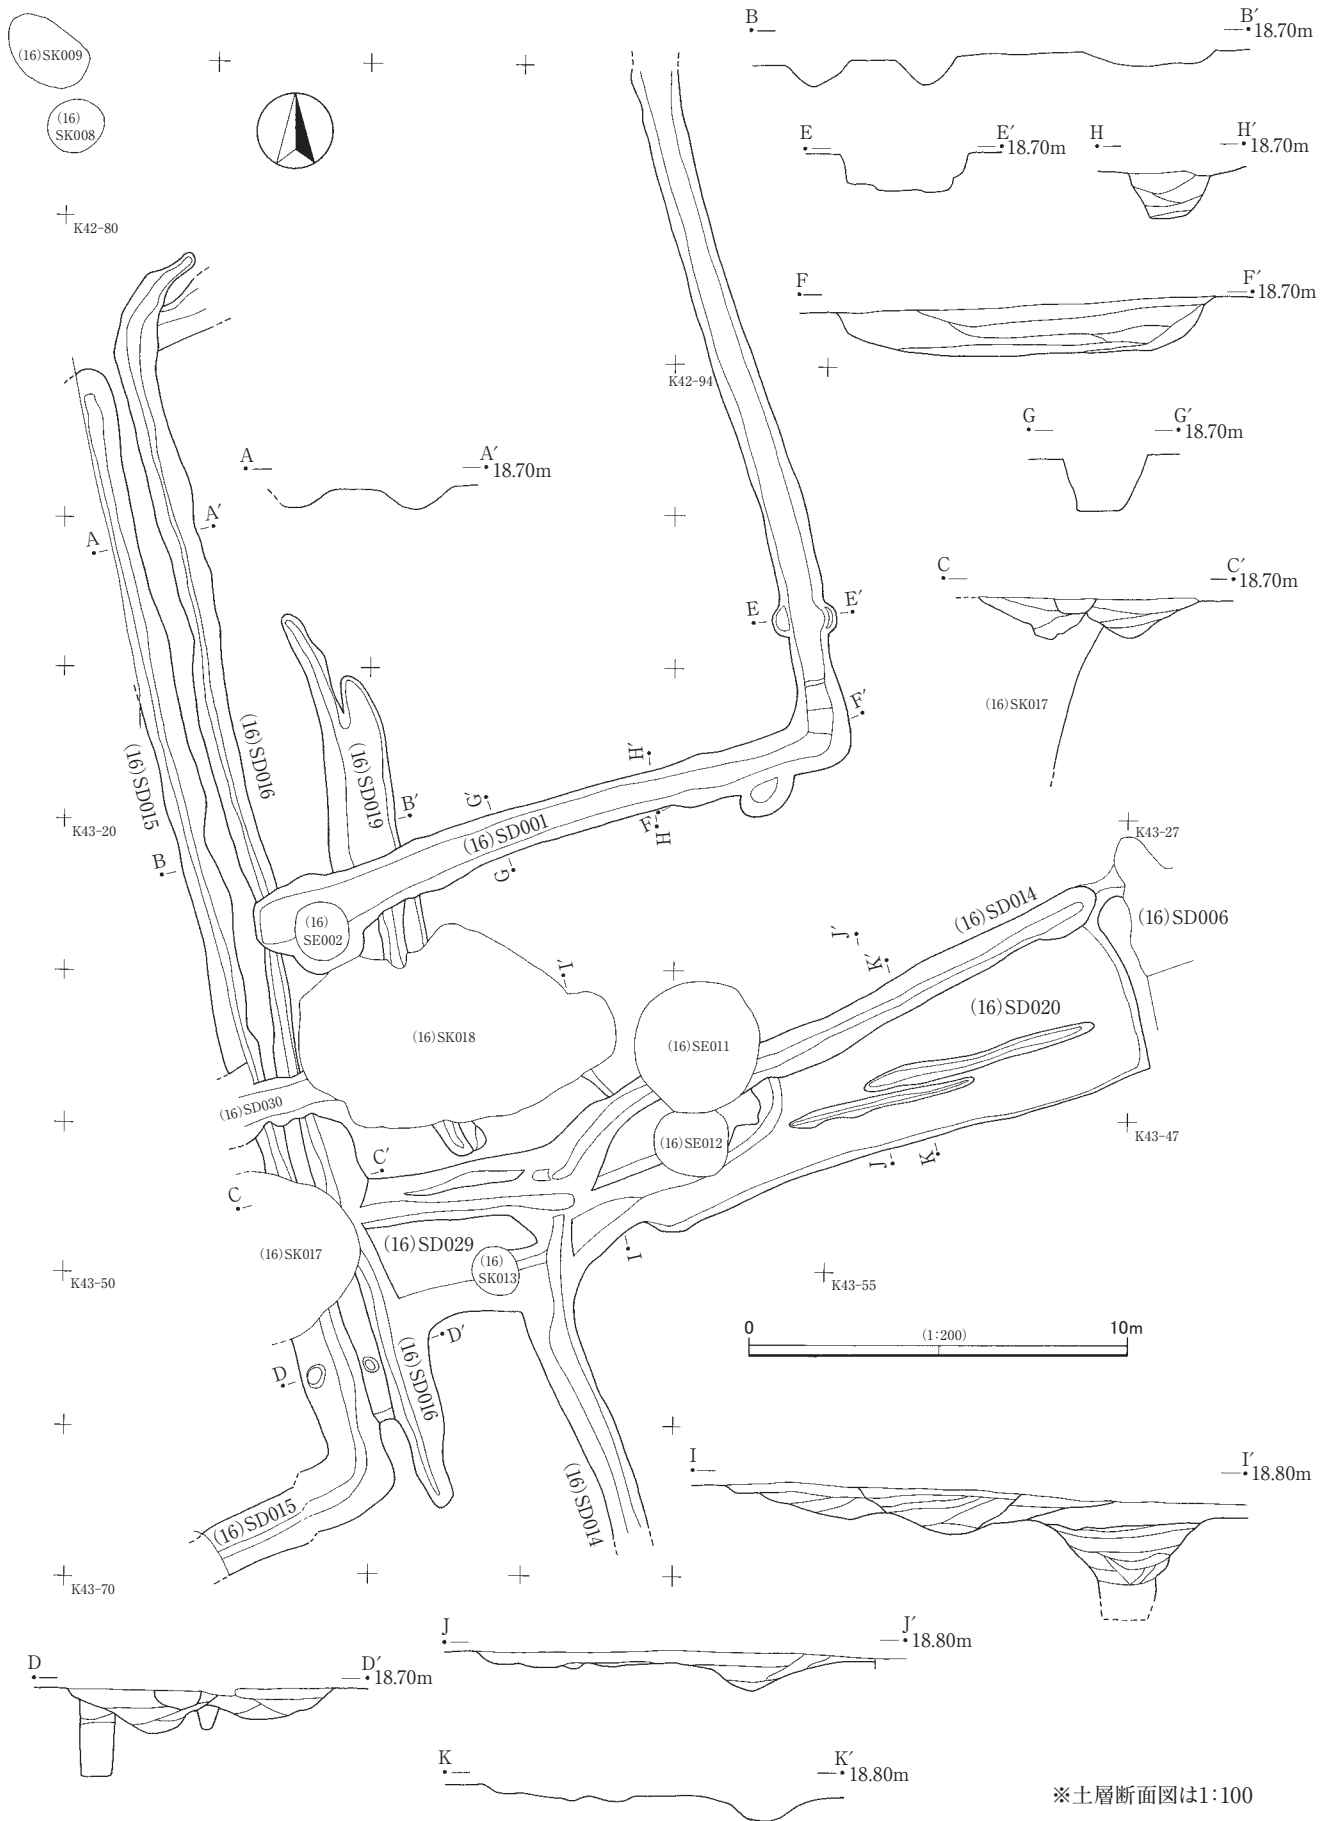 B
B′
18.70m
(16)SK009
(16)
SK008
E
E′
18.70m
H
H′
18.70m
K42-80
F
F′
18.70m
K42-94
G
G′
18.70m
A
A′
18.70m
A
A′
C
C′
18.70m
E
E′
(16)SK017
F′
(16)SD015
(16)SD016
(16)SD019
H′
G′
B′
K43-20
(16)SD001
F
H
K43-27
B
G
(16)SD014
(16)SD006
(16)
SE002
J′
K′
I′
(16)SD020
(16)SK018
(16)SE011
(16)SD030
K43-47
(16)SE012
C′
J
K
C
(16)SK017
(16)SD029
I
(16)
SK013
K43-50
K43-55
0
(1:200)
10m
D′
D
(16)SD016
I
I′
18.80m
(16)SD015
(16)SD014
K43-70
J
J′
18.80m
D
D′
18.70m
K
K′
18.80m
※土層断面図は1:100